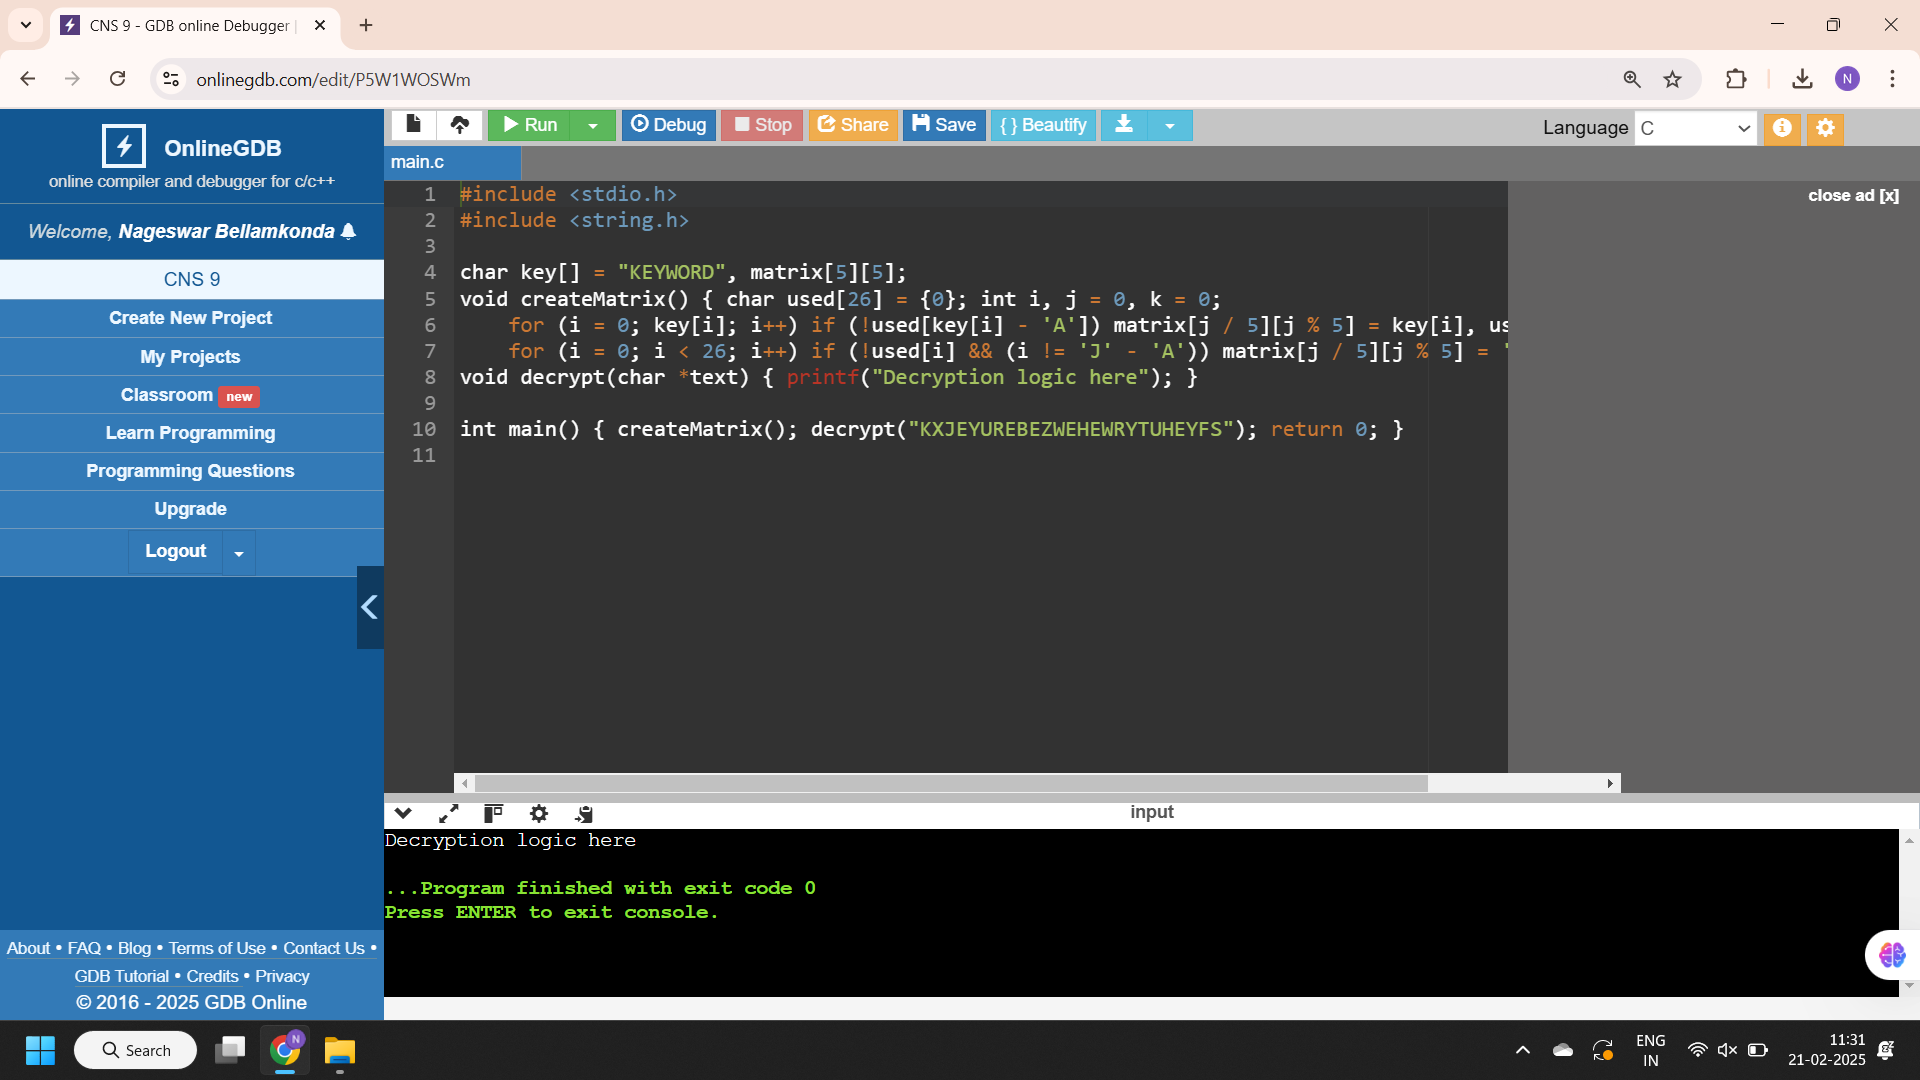 CNS 9 - GDB online Debugger |
onlinegdb.com/edit/P5W1WOSWm
N
OnlineGDB
online compiler and debugger for c/c++
Welcome, Nageswar Bellamkonda
CNS 9
Create New Project
My Projects
Classroom new
Learn Programming
Programming Questions
Upgrade
Logout
About • FAQ • Blog • Terms of Use • Contact Us •
GDB Tutorial • Credits • Privacy
© 2016 - 2025 GDB Online
Run Debug Stop Share Save { } Beautify
Language C
main.c
close ad [x]
1 #include <stdio.h>
2 #include <string.h>
3
4 char key[] = "KEYWORD", matrix[5][5];
5 void createMatrix() { char used[26] = {0}; int i, j = 0, k = 0;
6 for (i = 0; key[i]; i++) if (!used[key[i] - 'A']) matrix[j / 5][j % 5] = key[i], us
7 for (i = 0; i < 26; i++) if (!used[i] && (i != 'J' - 'A')) matrix[j / 5][j % 5] = '
8 void decrypt(char *text) { printf("Decryption logic here"); }
9
10 int main() { createMatrix(); decrypt("KXJEYUREBEZWEHEWRYTUHEYFS"); return 0; }
11
input
Decryption logic here
...Program finished with exit code 0
Press ENTER to exit console.
Search
N
ENG
IN
11:31
21-02-2025